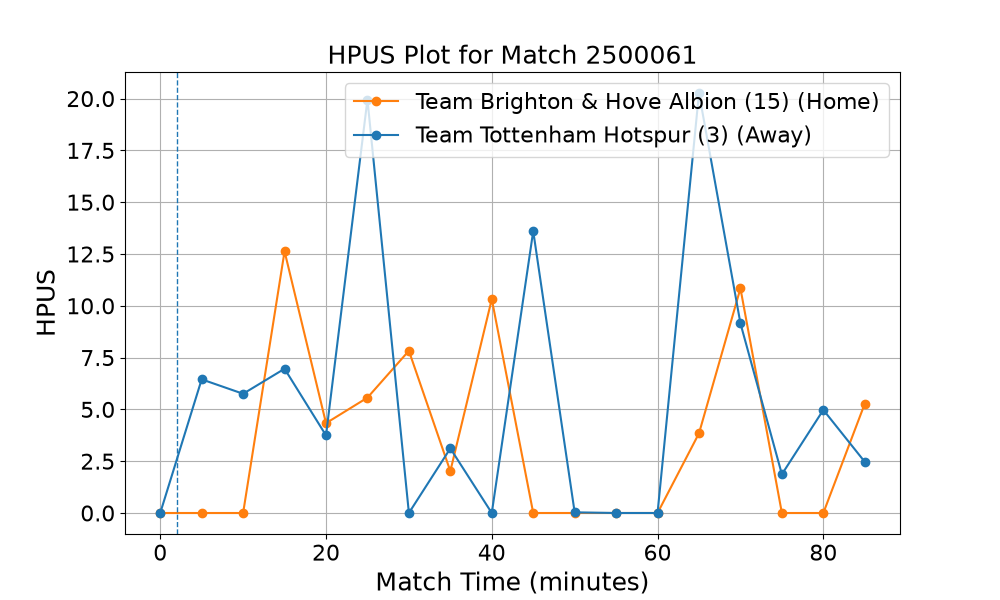 HPUS Plot for Match 2500061
Team Brighton & Hove Albion (15) (Home)
Team Tottenham Hotspur (3) (Away)
20.0
17.5
15.0
12.5
10.0
7.5
5.0
2.5
0.0
HPUS
0 20 40 60 80
Match Time (minutes)